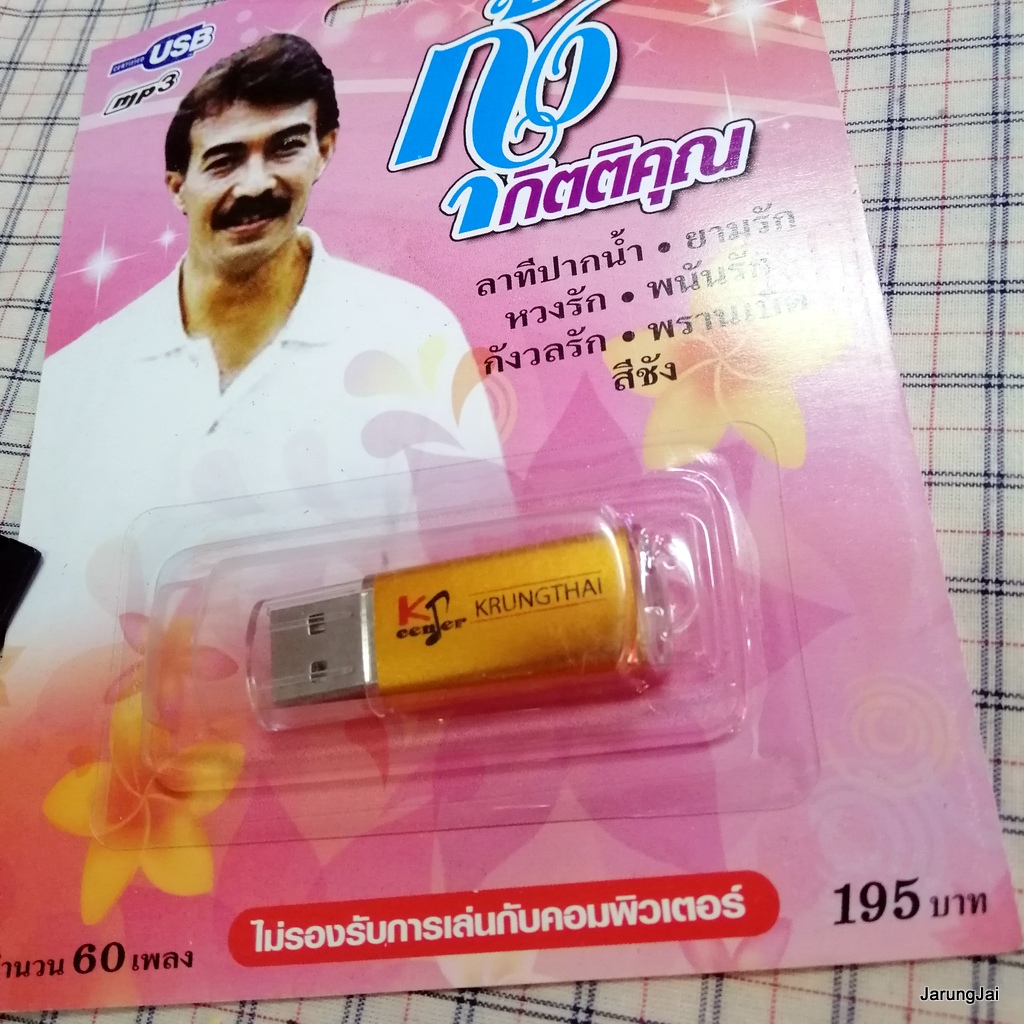 CERTIFIED USB
mp3
กุ้ง
กิตติคุณ
ลาทีปากน้ำ • ยามรัก
หวงรัก • พนันรัก
กังวลรัก • พรานเบ็ด
สีชัง
K
center
KRUNGTHAI
ไม่รองรับการเล่นกับคอมพิวเตอร์
195 บาท
จำนวน 60 เพลง
JarungJai